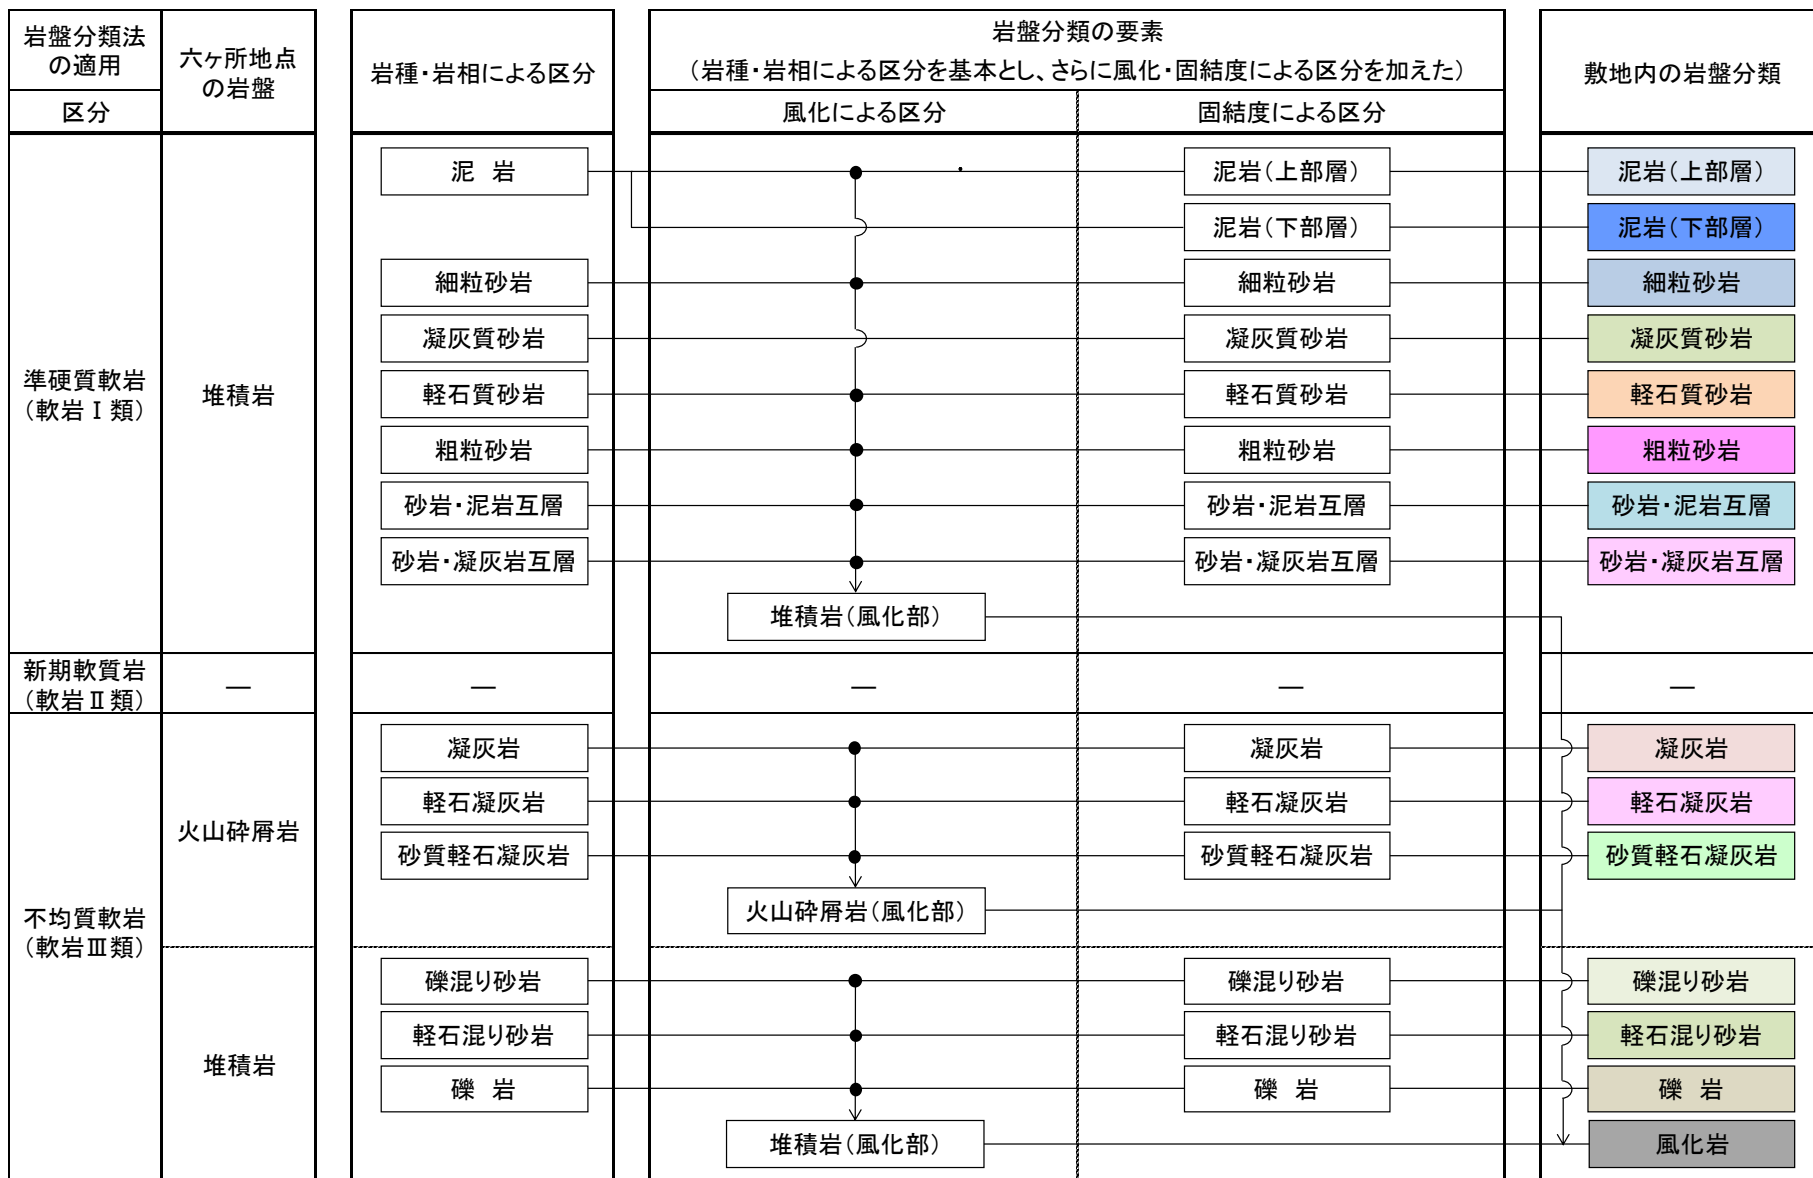 岩盤分類法
の適用
区分
六ヶ所地点
の岩盤
岩種・岩相による区分
岩盤分類の要素
（岩種・岩相による区分を基本とし、さらに風化・固結度による区分を加えた）
風化による区分
固結度による区分
敷地内の岩盤分類
準硬質軟岩
（軟岩Ⅰ類）
堆積岩
泥 岩
泥岩（上部層）
泥岩（上部層）
泥岩（下部層）
泥岩（下部層）
細粒砂岩
細粒砂岩
細粒砂岩
凝灰質砂岩
凝灰質砂岩
凝灰質砂岩
軽石質砂岩
軽石質砂岩
軽石質砂岩
粗粒砂岩
粗粒砂岩
粗粒砂岩
砂岩・泥岩互層
砂岩・泥岩互層
砂岩・泥岩互層
砂岩・凝灰岩互層
砂岩・凝灰岩互層
砂岩・凝灰岩互層
堆積岩（風化部）
新期軟質岩
（軟岩Ⅱ類）
―
―
―
―
―
不均質軟岩
（軟岩Ⅲ類）
火山砕屑岩
凝灰岩
凝灰岩
凝灰岩
軽石凝灰岩
軽石凝灰岩
軽石凝灰岩
砂質軽石凝灰岩
砂質軽石凝灰岩
砂質軽石凝灰岩
火山砕屑岩（風化部）
堆積岩
礫混り砂岩
礫混り砂岩
礫混り砂岩
軽石混り砂岩
軽石混り砂岩
軽石混り砂岩
礫 岩
礫 岩
礫 岩
堆積岩（風化部）
風化岩